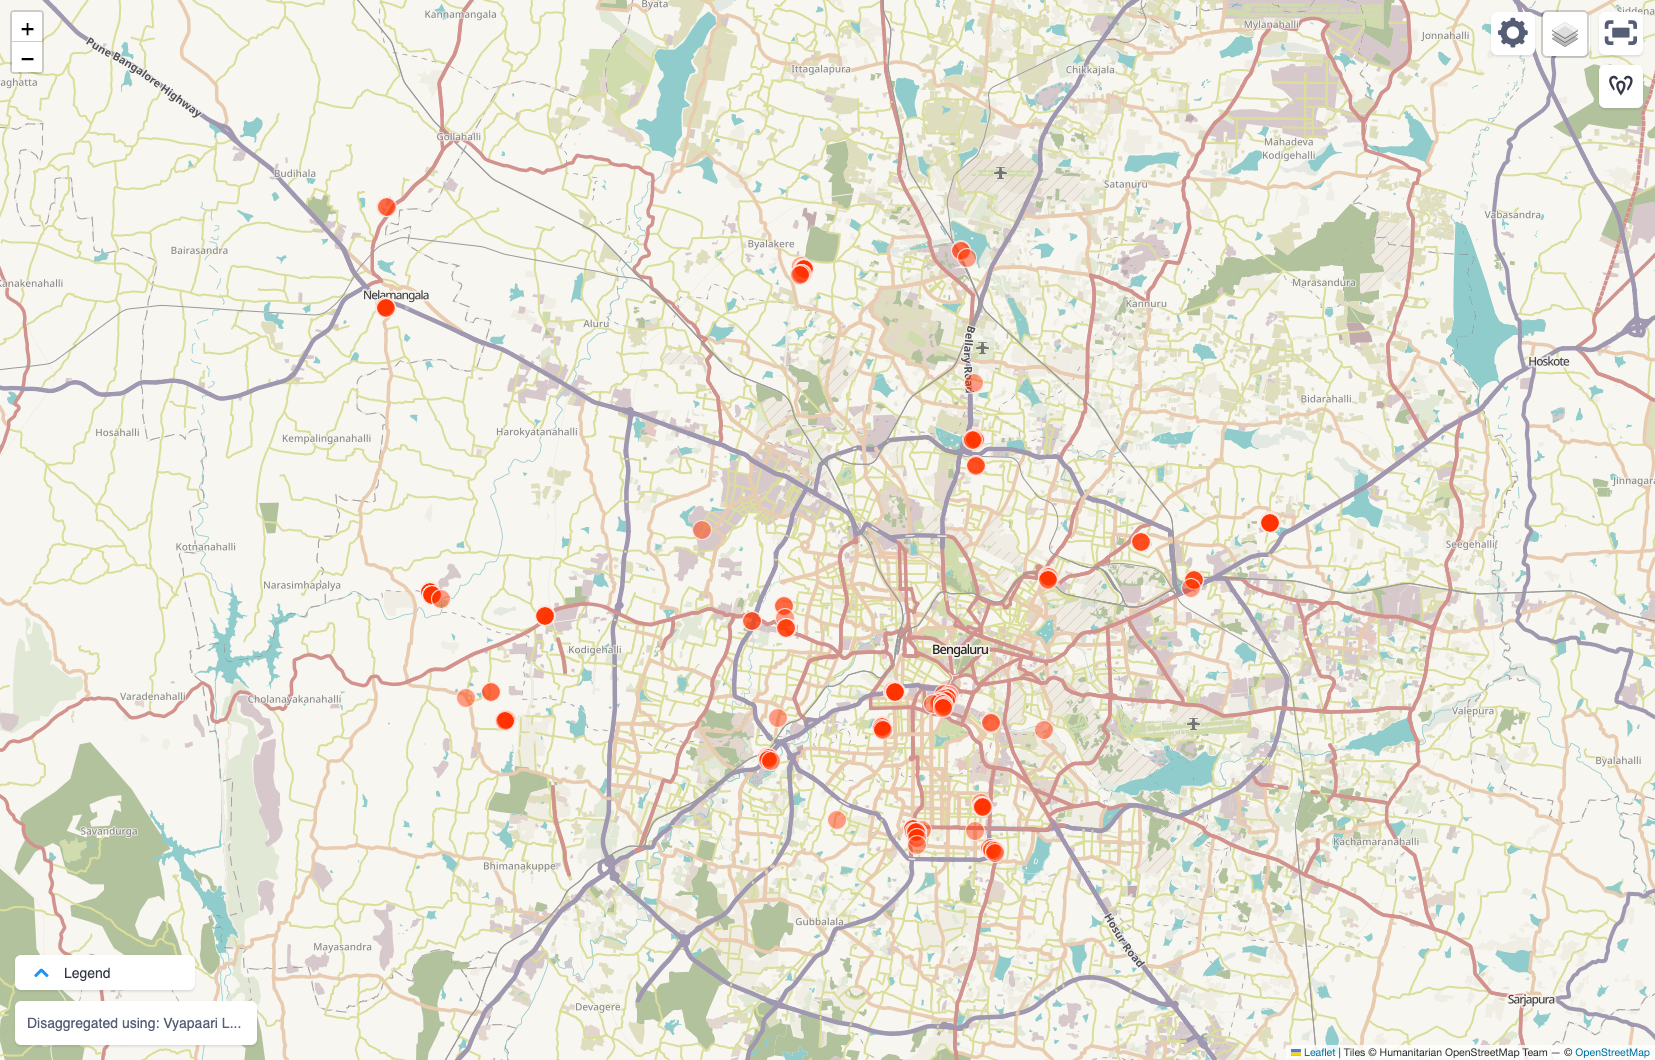 +
−
Kannamangala
Byata
Mylanahalli
Jonnahalli
Pune Bangalore Highway
Ittagalapura
Chikkajala
Gollahalli
Mahadeva
Kodigehalli
Budihala
Satanuru
Vabasandra
Bairasandra
Byalakere
Marasandura
Nelamangala
Kannuru
Aluru
Bellary Road
Hoskote
Bidarahalli
Hosahalli
Kempalinganahalli
Harokyatanahalli
Jinnagara
Kotnanahalli
Seegehalli
Narasimhapalya
Kodigehalli
Bengaluru
Varadenahalli
Cholanayakanahalli
Valepura
Byalahalli
Savandurga
Bhimanakuppe
Kachamaranahalli
Gubbalala
Hosur Road
Mayasandra
Legend
Devagere
Sarjapura
Disaggregated using: Vyapaari L...
Leaflet | Tiles © Humanitarian OpenStreetMap Team — © OpenStreetMap